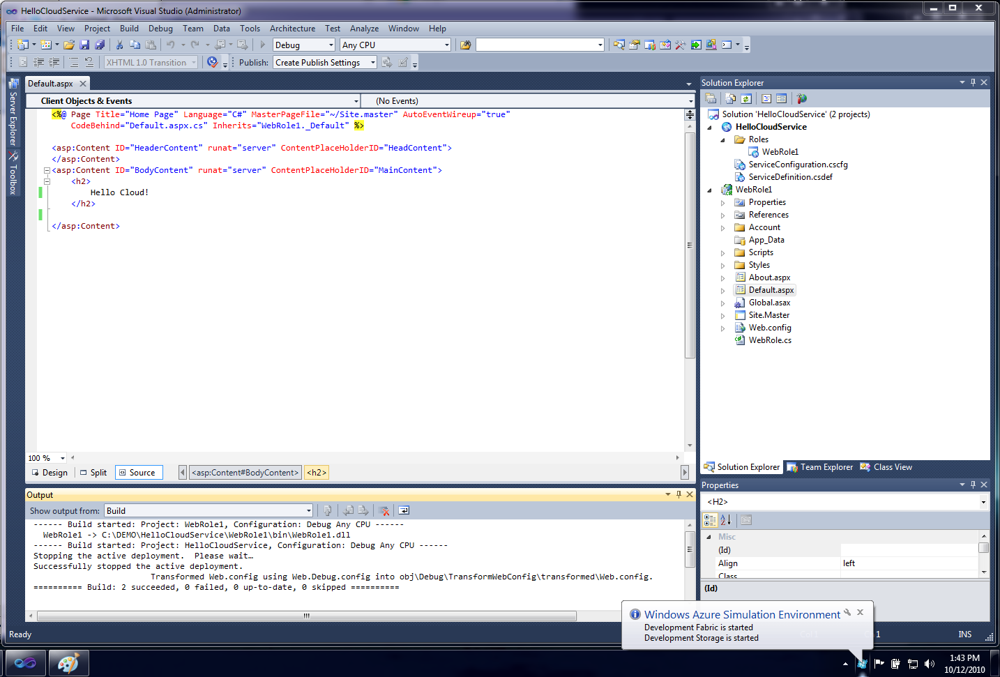 HelloCloudService - Microsoft Visual Studio (Administrator)
File Edit View Project Build Debug Team Data Tools Architecture Test Analyze Window Help
Debug Any CPU
XHTML 1.0 Transition Publish: Create Publish Settings
Server Explorer
Toolbox
Default.aspx
Client Objects & Events (No Events)
<%@ Page Title="Home Page" Language="C#" MasterPageFile="~/Site.master" AutoEventWireup="true"
CodeBehind="Default.aspx.cs" Inherits="WebRole1._Default" %>
<asp:Content ID="HeaderContent" runat="server" ContentPlaceHolderID="HeadContent">
</asp:Content>
<asp:Content ID="BodyContent" runat="server" ContentPlaceHolderID="MainContent">
<h2>
Hello Cloud!
</h2>
</asp:Content>
100 %
Design Split Source <asp:Content#BodyContent> <h2>
Output
Show output from: Build
------ Build started: Project: WebRole1, Configuration: Debug Any CPU ------
WebRole1 -> C:\DEMO\HelloCloudService\WebRole1\bin\WebRole1.dll
------ Build started: Project: HelloCloudService, Configuration: Debug Any CPU ------
Stopping the active deployment.  Please wait…
Successfully stopped the active deployment.
Transformed Web.config using Web.Debug.config into obj\Debug\TransformWebConfig\transformed\Web.config.
========== Build: 2 succeeded, 0 failed, 0 up-to-date, 0 skipped ==========
Solution Explorer
Solution 'HelloCloudService' (2 projects)
HelloCloudService
Roles
WebRole1
ServiceConfiguration.cscfg
ServiceDefinition.csdef
WebRole1
Properties
References
Account
App_Data
Scripts
Styles
About.aspx
Default.aspx
Global.asax
Site.Master
Web.config
WebRole.cs
Solution Explorer Team Explorer Class View
Properties
<H2>
Misc
(Id)
Align left
Class
(Id)
Windows Azure Simulation Environment
Development Fabric is started
Development Storage is started
Ready 1 INS
1:43 PM
10/12/2010